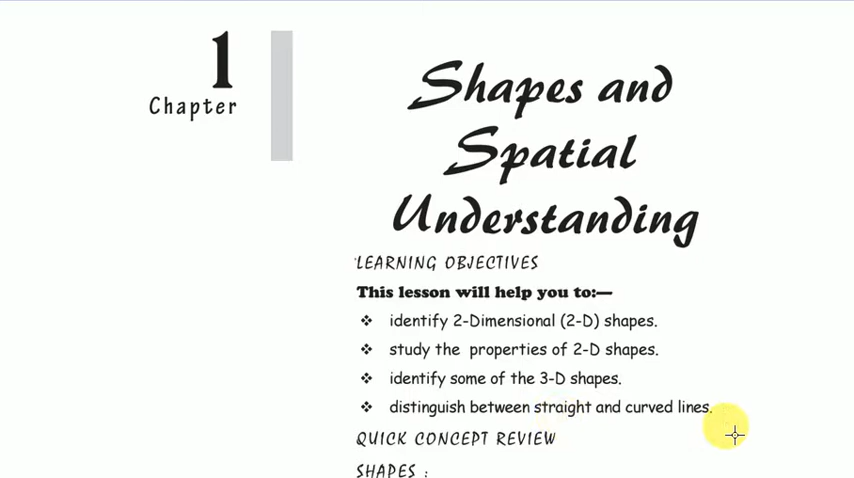 1
Chapter
Shapes and
Spatial
Understanding
LEARNING OBJECTIVES
This lesson will help you to:—
❖ identify 2-Dimensional (2-D) shapes.
❖ study the properties of 2-D shapes.
❖ identify some of the 3-D shapes.
❖ distinguish between straight and curved lines.
QUICK CONCEPT REVIEW
SHAPES :